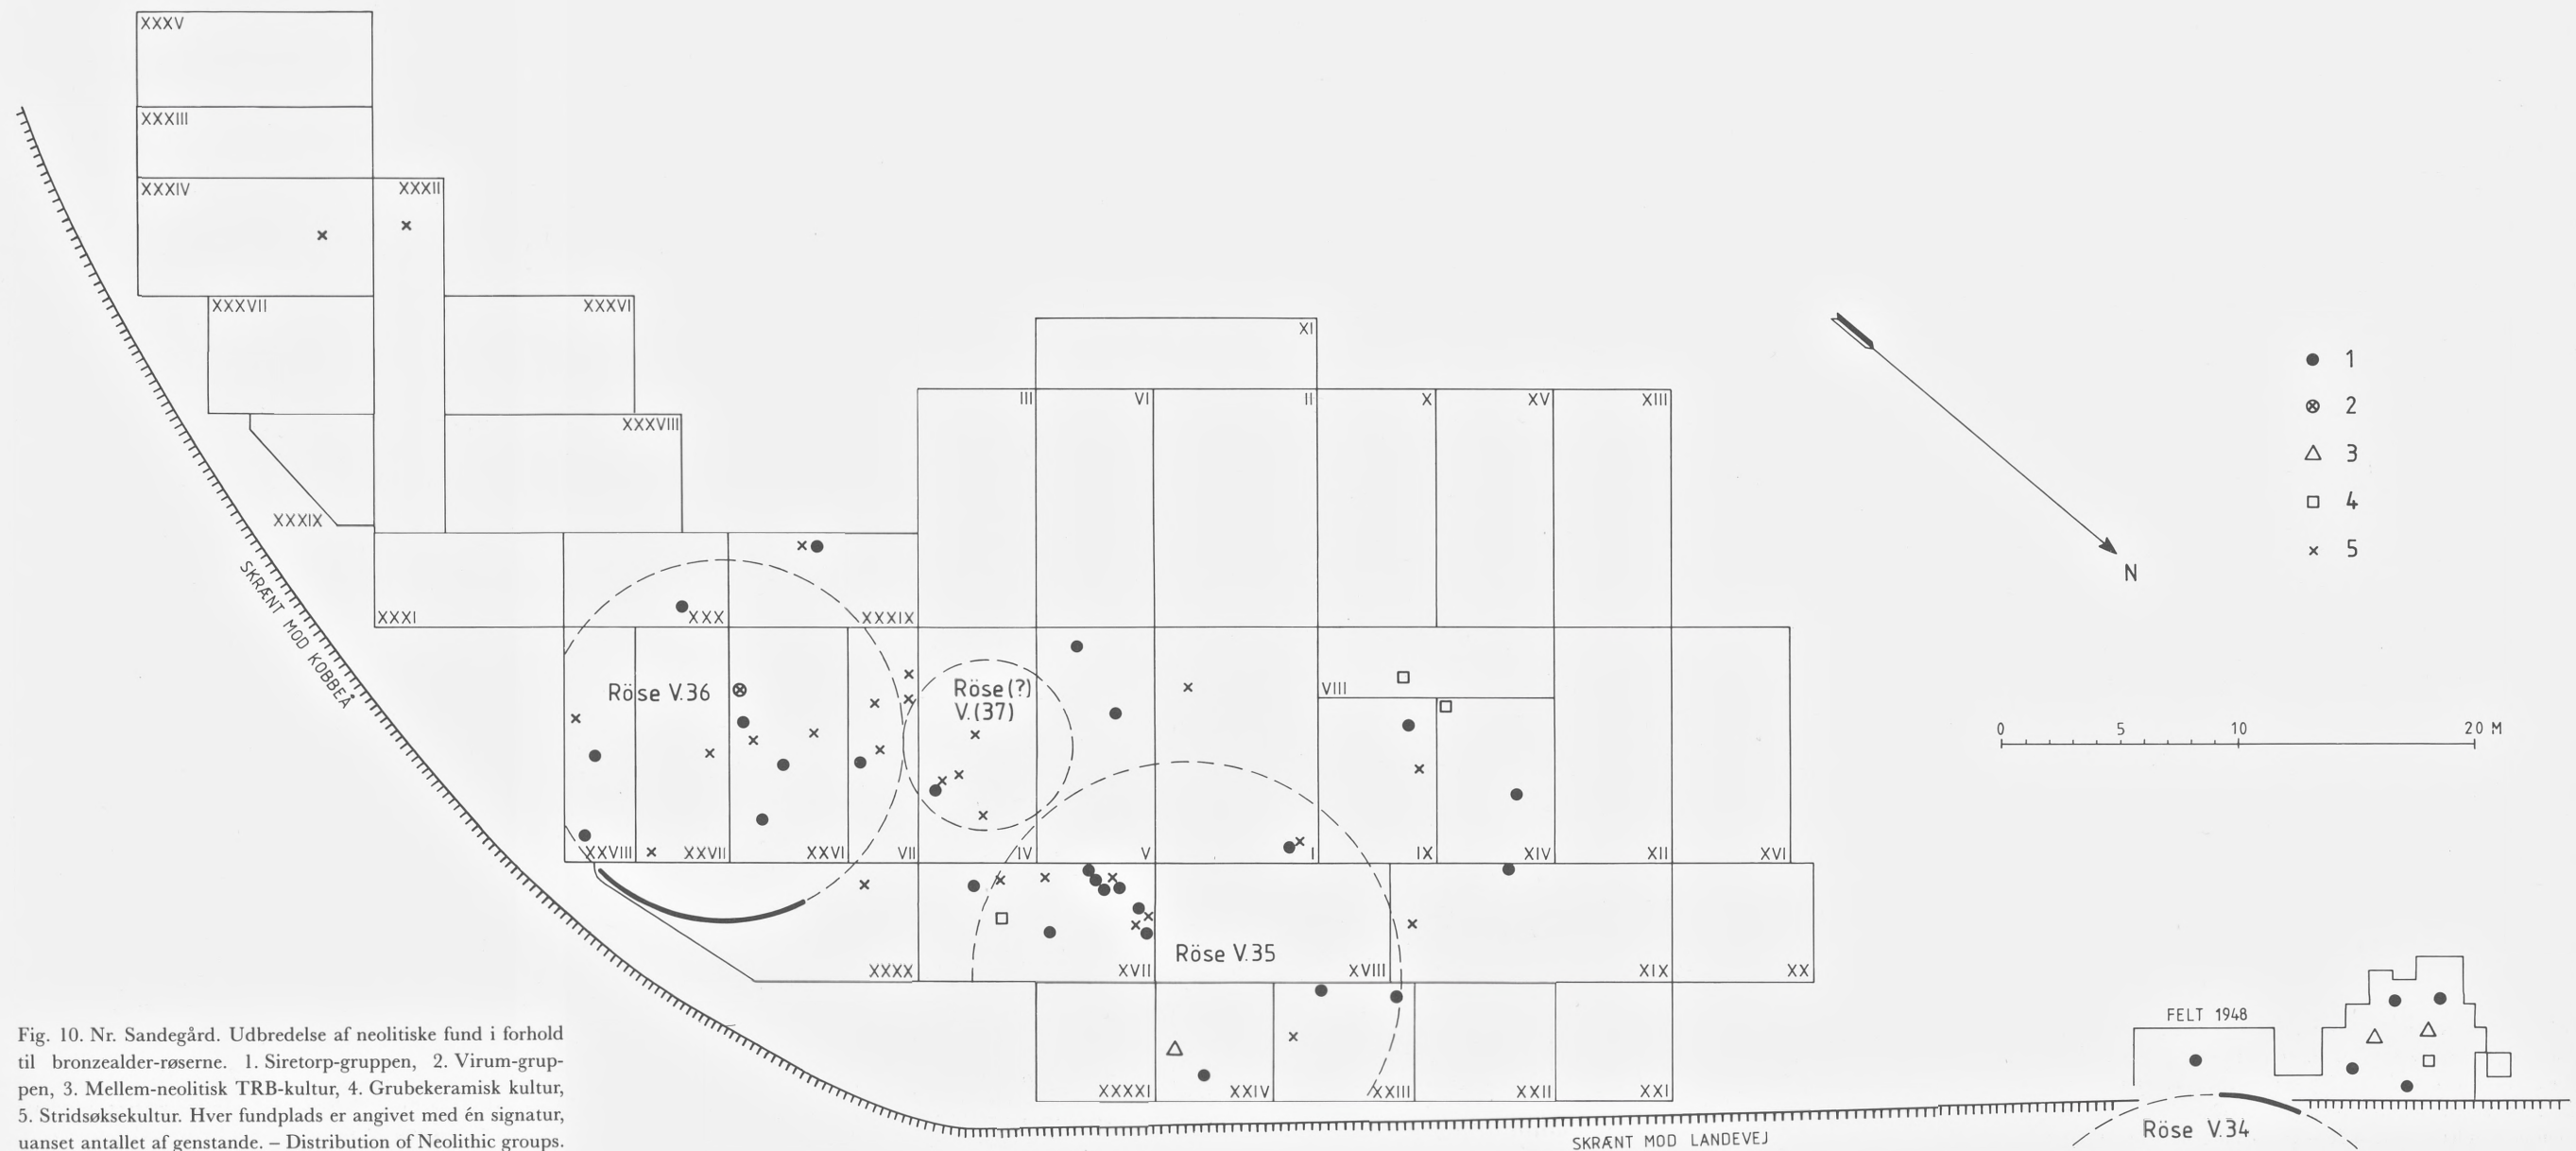 XXXV
XXXIII
XXXIV
XXXII
XXXVII
XXXVI
XXXVIII
XXXIX
XI
III
VI
II
X
XV
XIII
1
2
3
4
5
N
XXXI
XXX
XXXIX
SKRÆNT MOD KOBBEÅ
Röse V.36
Röse (?)
V.(37)
VIII
0 5 10 20 M
XXVIII
XXVII
XXVI
VII
IV
V
I
IX
XIV
XII
XVI
Röse V.35
XXXX
XVII
XVIII
XIX
XX
XXXXI
XXIV
XXIII
XXII
XXI
FELT 1948
Röse V.34
SKRÆNT MOD LANDEVEJ
Fig. 10. Nr. Sandegård. Udbredelse af neolitiske fund i forhold
til bronzealder-røserne. 1. Siretorp-gruppen, 2. Virum-grup-
pen, 3. Mellem-neolitisk TRB-kultur, 4. Grubekeramisk kultur,
5. Stridsøksekultur. Hver fundplads er angivet med én signatur,
uanset antallet af genstande. – Distribution of Neolithic groups.